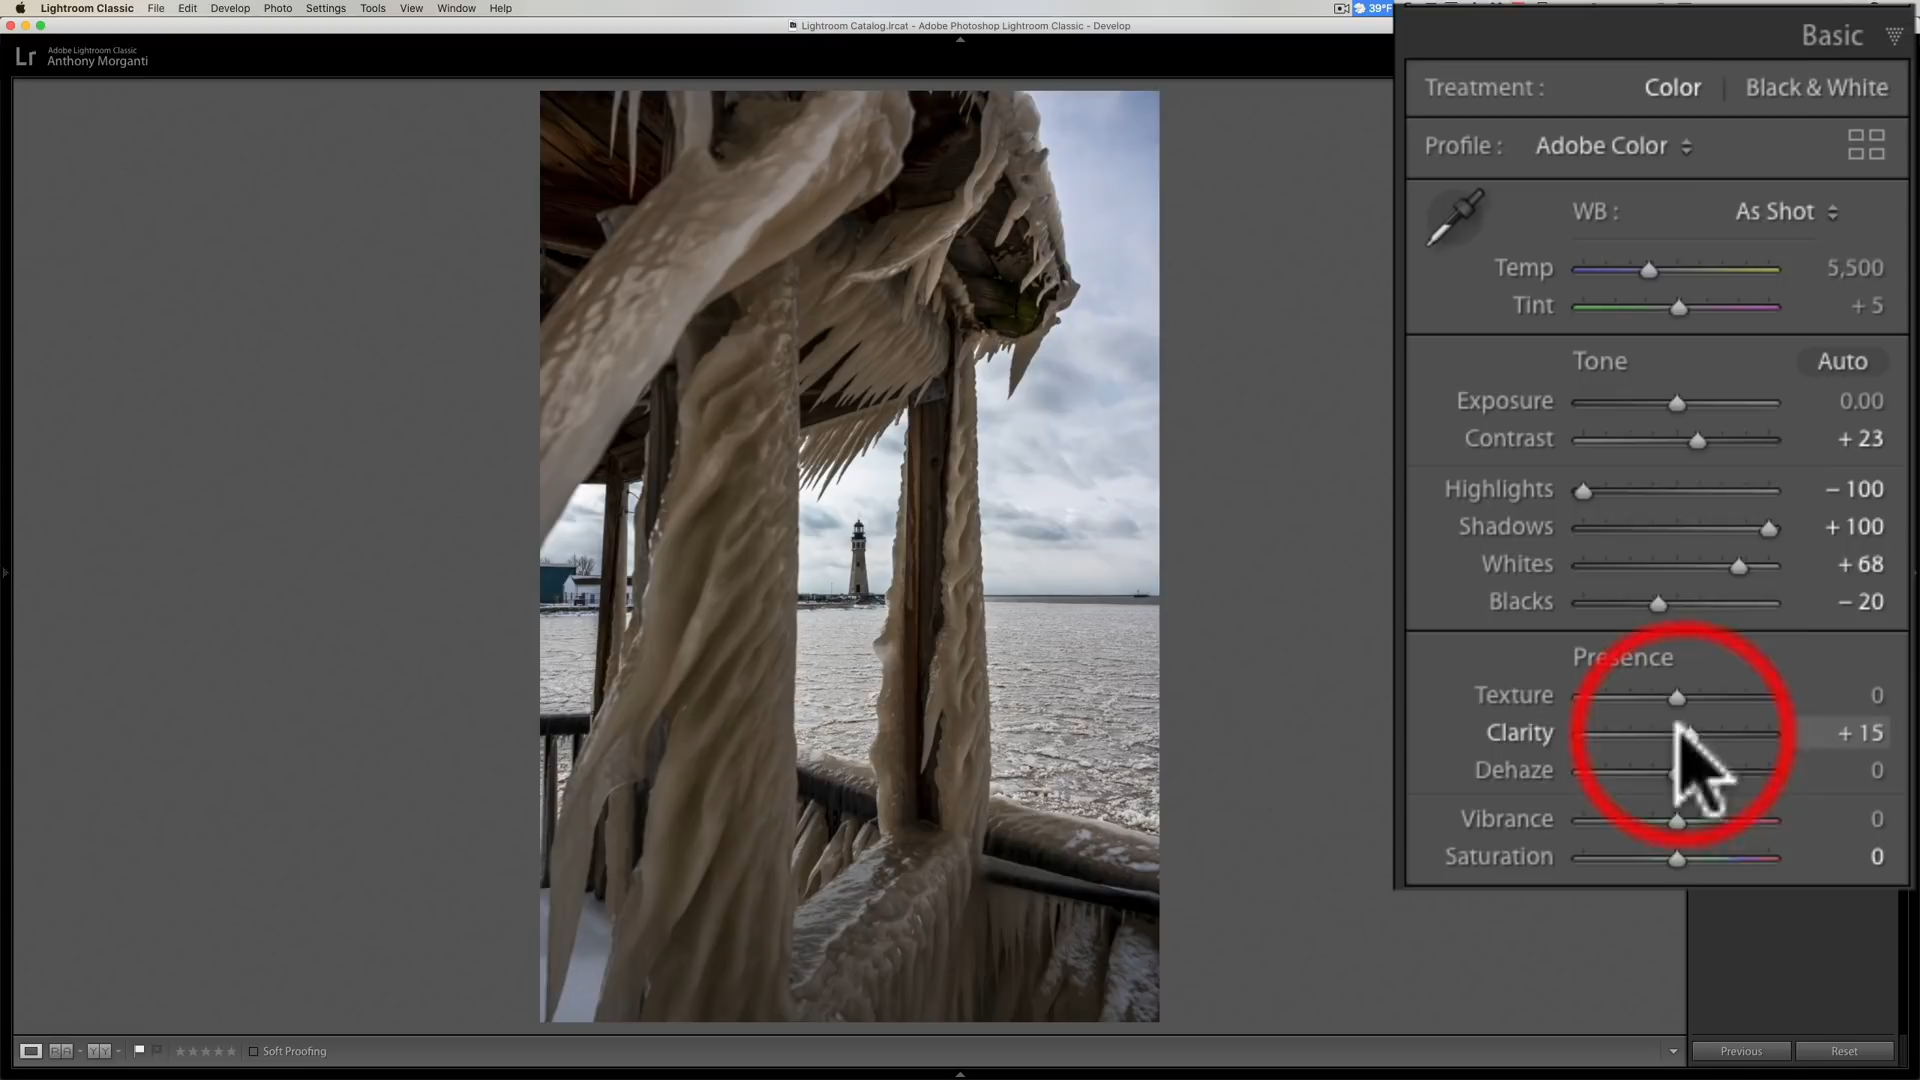 Lightroom Classic File Edit Develop Photo Settings Tools View Window Help 39°F
Lightroom Catalog.lrcat - Adobe Photoshop Lightroom Classic - Develop
Lr Adobe Lightroom Classic
Anthony Morganti
Basic
Treatment : Color Black & White
Profile : Adobe Color
WB : As Shot
Temp 5,500
Tint + 5
Tone Auto
Exposure 0.00
Contrast + 23
Highlights − 100
Shadows + 100
Whites + 68
Blacks − 20
Presence
Texture 0
Clarity + 15
Dehaze 0
Vibrance 0
Saturation 0
Soft Proofing
Previous Reset